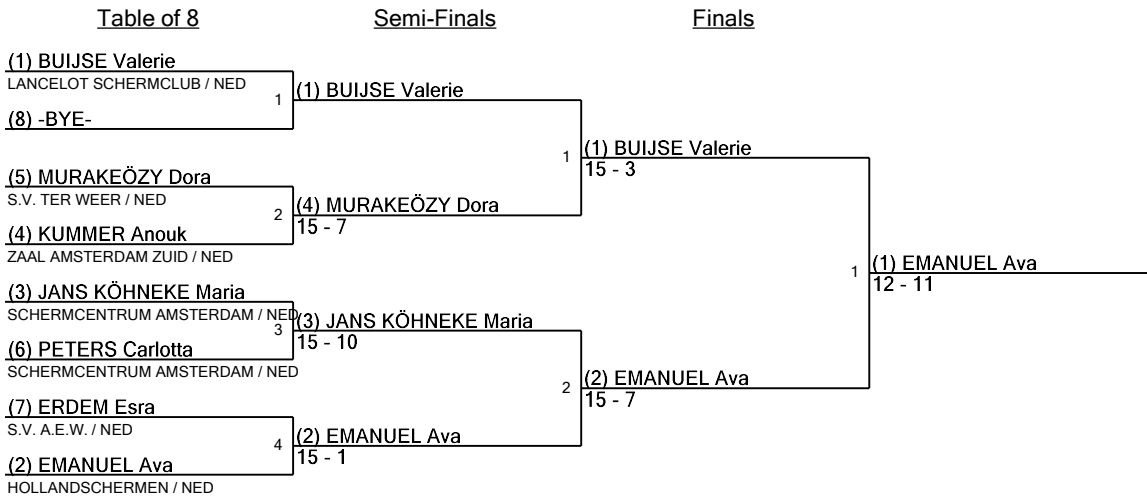 Table of 8
Semi-Finals
Finals
(1) BUIJSE Valerie
LANCELOT SCHERMCLUB / NED
1
(8) -BYE-
(1) BUIJSE Valerie
(5) MURAKEÖZY Dora
S.V. TER WEER / NED
2
(4) KUMMER Anouk
ZAAL AMSTERDAM ZUID / NED
(4) MURAKEÖZY Dora
15 - 7
1
(1) BUIJSE Valerie
15 - 3
(3) JANS KÖHNEKE Maria
SCHERMCENTRUM AMSTERDAM / NED
3
(6) PETERS Carlotta
SCHERMCENTRUM AMSTERDAM / NED
(3) JANS KÖHNEKE Maria
15 - 10
(7) ERDEM Esra
S.V. A.E.W. / NED
4
(2) EMANUEL Ava
HOLLANDSCHERMEN / NED
(2) EMANUEL Ava
15 - 1
2
(2) EMANUEL Ava
15 - 7
1
(1) EMANUEL Ava
12 - 11